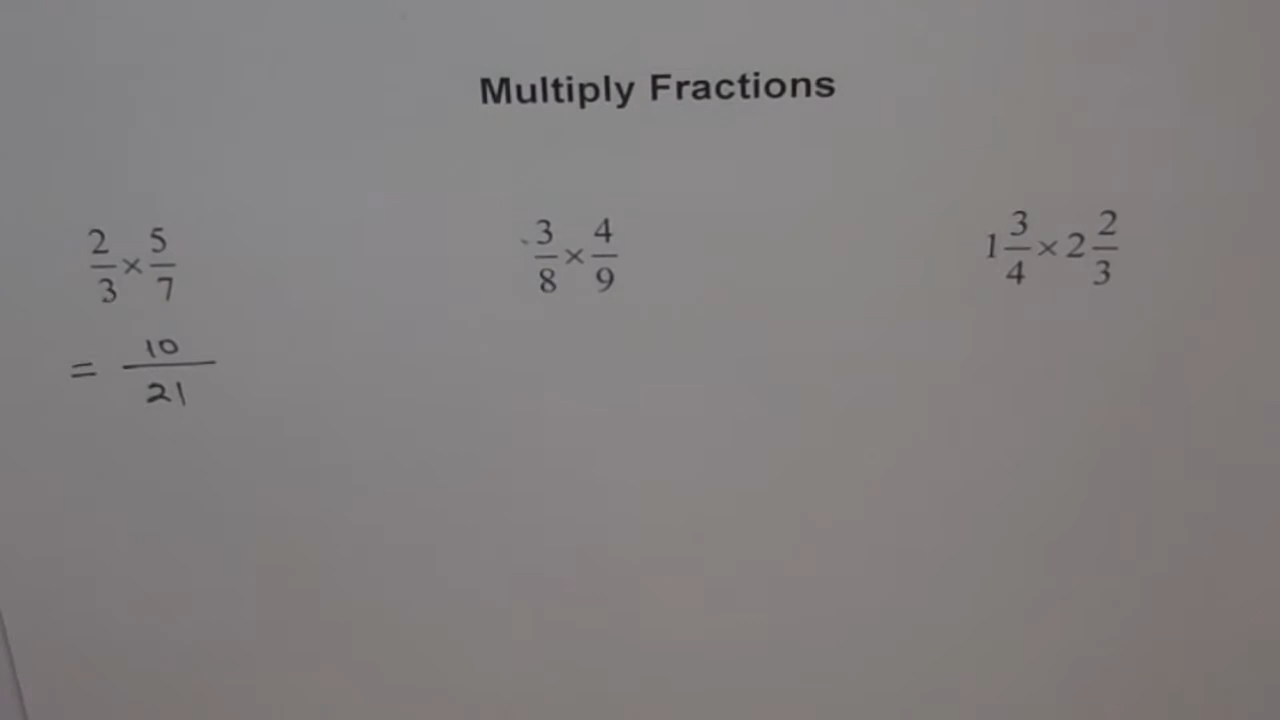 Multiply Fractions
2/3 × 5/7
= 10/21
3/8 × 4/9
1 3/4 × 2 2/3